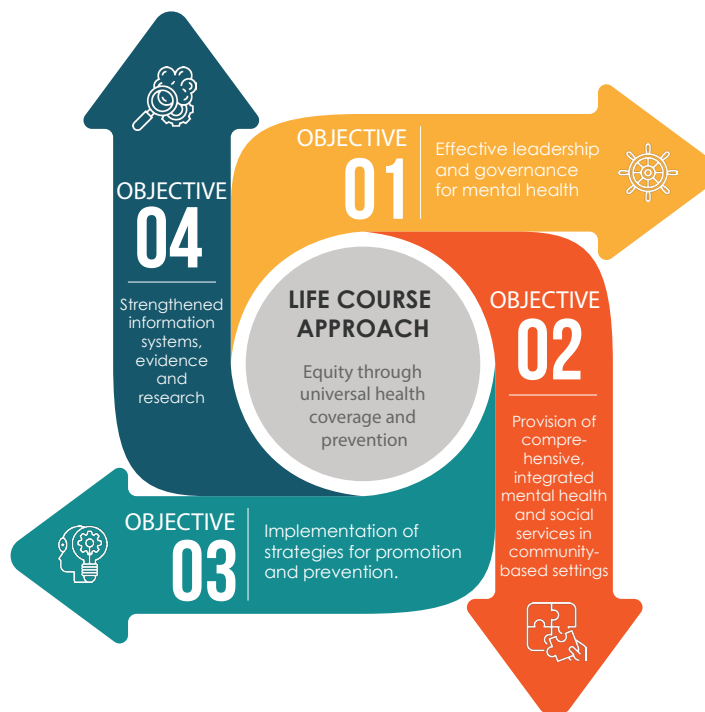 OBJECTIVE
01
Effective leadership
and governance
for mental health
OBJECTIVE
02
Provision of
compre-
hensive,
integrated
mental health
and social
services in
community-
based settings
OBJECTIVE
03
Implementation of
strategies for promotion
and prevention.
OBJECTIVE
04
Strengthened
information
systems,
evidence
and
research
LIFE COURSE
APPROACH
Equity through
universal health
coverage and
prevention